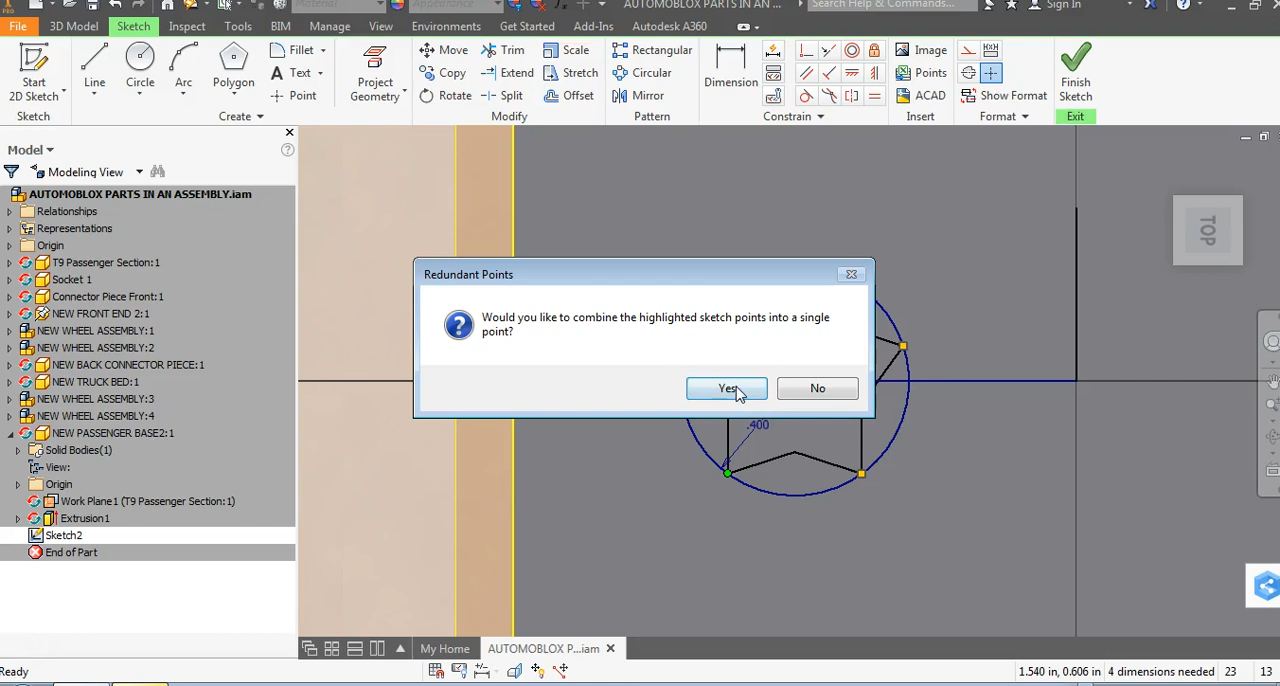 PRO
Material
Appearance
AUTOMOBLOX PARTS IN AN ...
Search Help & Commands...
Sign In
File 3D Model Sketch Inspect Tools BIM Manage View Environments Get Started Add-Ins Autodesk A360
Start
2D Sketch
Line
Circle
Arc
Polygon
Fillet
Text
Point
Project
Geometry
Move
Copy
Rotate
Trim
Extend
Split
Scale
Stretch
Offset
Rectangular
Circular
Mirror
Dimension
Image
Points
ACAD
Show Format
Finish
Sketch
Sketch Create Modify Pattern Constrain Insert Format Exit
Model
Modeling View
AUTOMOBLOX PARTS IN AN ASSEMBLY.iam
Relationships
Representations
Origin
T9 Passenger Section:1
Socket 1
Connector Piece Front:1
NEW FRONT END 2:1
NEW WHEEL ASSEMBLY:1
NEW WHEEL ASSEMBLY:2
NEW BACK CONNECTOR PIECE:1
NEW TRUCK BED:1
NEW WHEEL ASSEMBLY:3
NEW WHEEL ASSEMBLY:4
NEW PASSENGER BASE2:1
Solid Bodies(1)
View:
Origin
Work Plane1 (T9 Passenger Section:1)
Extrusion1
Sketch2
End of Part
TOP
Redundant Points
Would you like to combine the highlighted sketch points into a single
point?
Yes
No
.400
My Home
AUTOMOBLOX P...iam
Ready
1.540 in, 0.606 in 4 dimensions needed 23 13